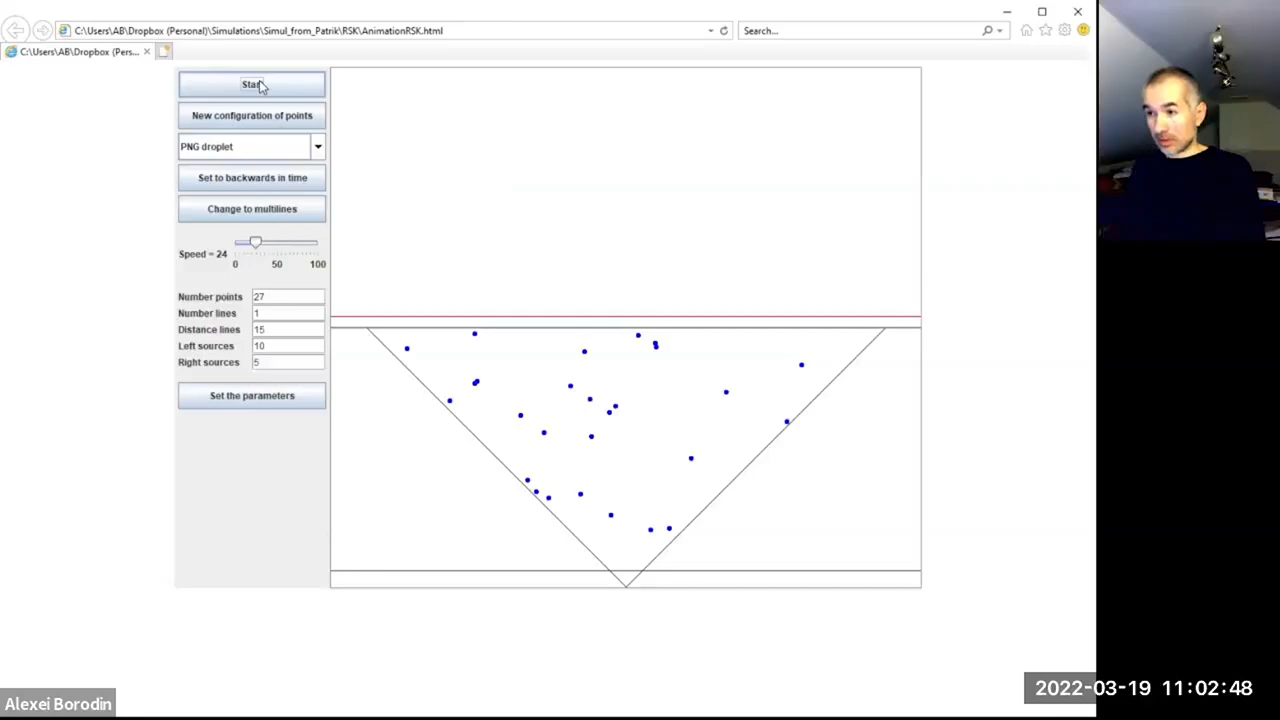 C:\Users\AB\Dropbox (Personal)\Simulations\Simul_from_Patrik\RSK\AnimationRSK.html
Search...
C:\Users\AB\Dropbox (Pers...
Start
New configuration of points
PNG droplet
Set to backwards in time
Change to multilines
Speed = 24
0 50 100
Number points 27
Number lines 1
Distance lines 15
Left sources 10
Right sources 5
Set the parameters
2022-03-19 11:02:48
Alexei Borodin